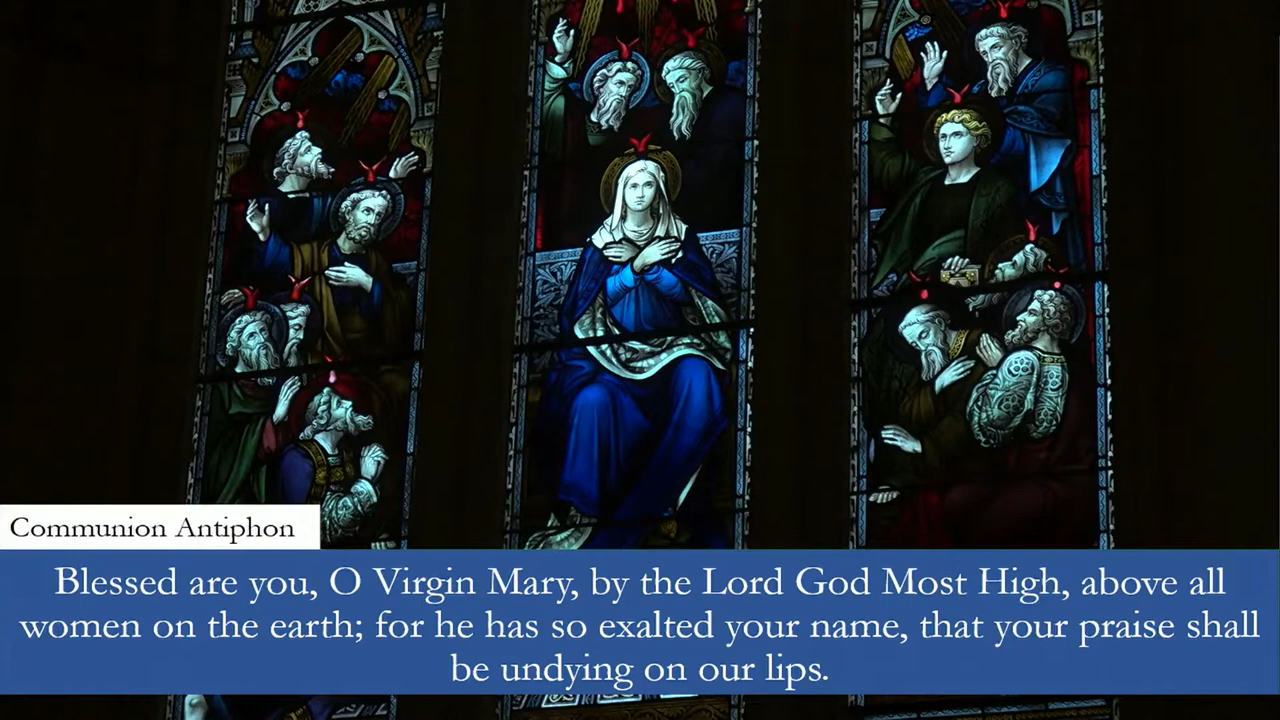 Communion Antiphon
Blessed are you, O Virgin Mary, by the Lord God Most High, above all
women on the earth; for he has so exalted your name, that your praise shall
be undying on our lips.